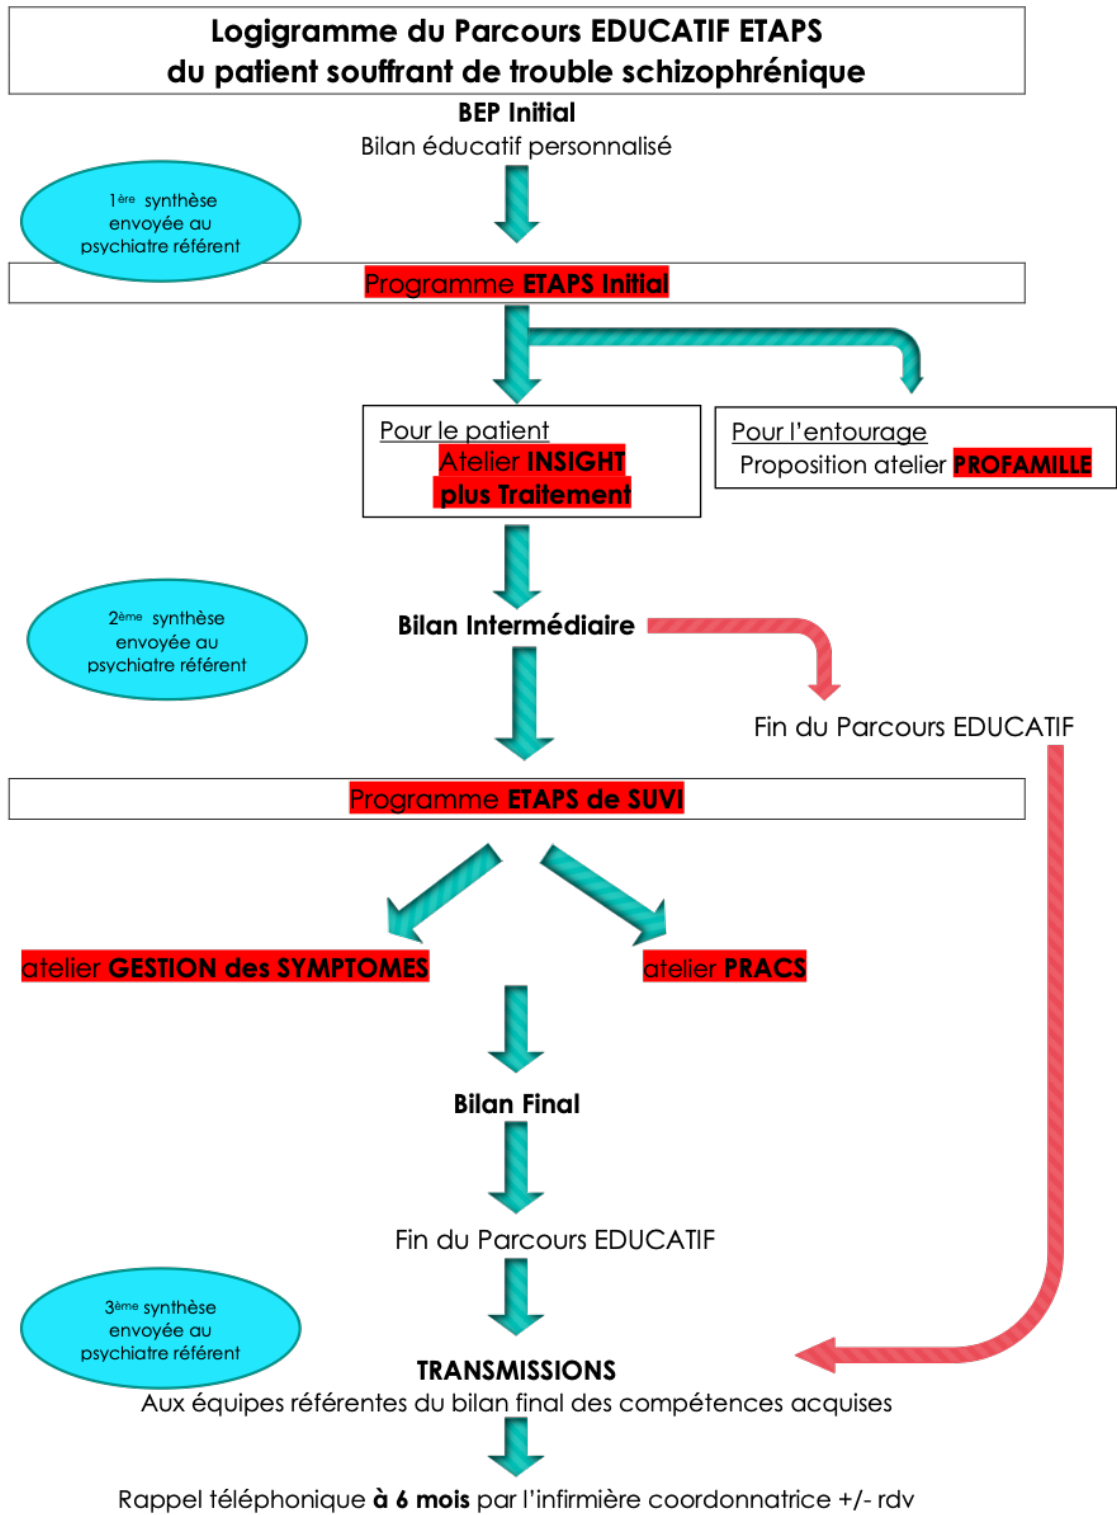 Logigramme du Parcours EDUCATIF ETAPS
du patient souffrant de trouble schizophrénique
BEP Initial
Bilan éducatif personnalisé
1ère synthèse
envoyée au
psychiatre référent
Programme ETAPS Initial
Pour le patient
Atelier INSIGHT
plus Traitement
Pour l'entourage
Proposition atelier PROFAMILLE
2ème synthèse
envoyée au
psychiatre référent
Bilan Intermédiaire
Fin du Parcours EDUCATIF
Programme ETAPS de SUVI
atelier GESTION des SYMPTOMES
atelier PRACS
Bilan Final
Fin du Parcours EDUCATIF
3ème synthèse
envoyée au
psychiatre référent
TRANSMISSIONS
Aux équipes référentes du bilan final des compétences acquises
Rappel téléphonique à 6 mois par l'infirmière coordonnatrice +/- rdv